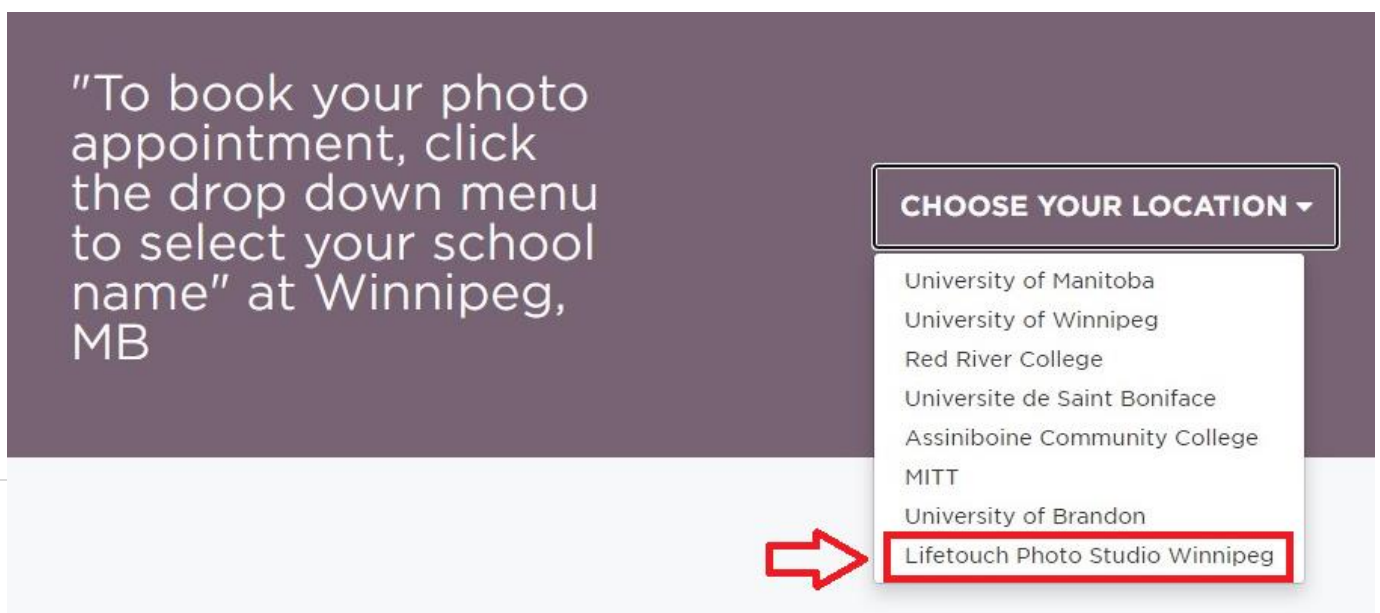 "To book your photo
appointment, click
the drop down menu
to select your school
name" at Winnipeg,
MB
CHOOSE YOUR LOCATION
University of Manitoba
University of Winnipeg
Red River College
Universite de Saint Boniface
Assiniboine Community College
MITT
University of Brandon
Lifetouch Photo Studio Winnipeg